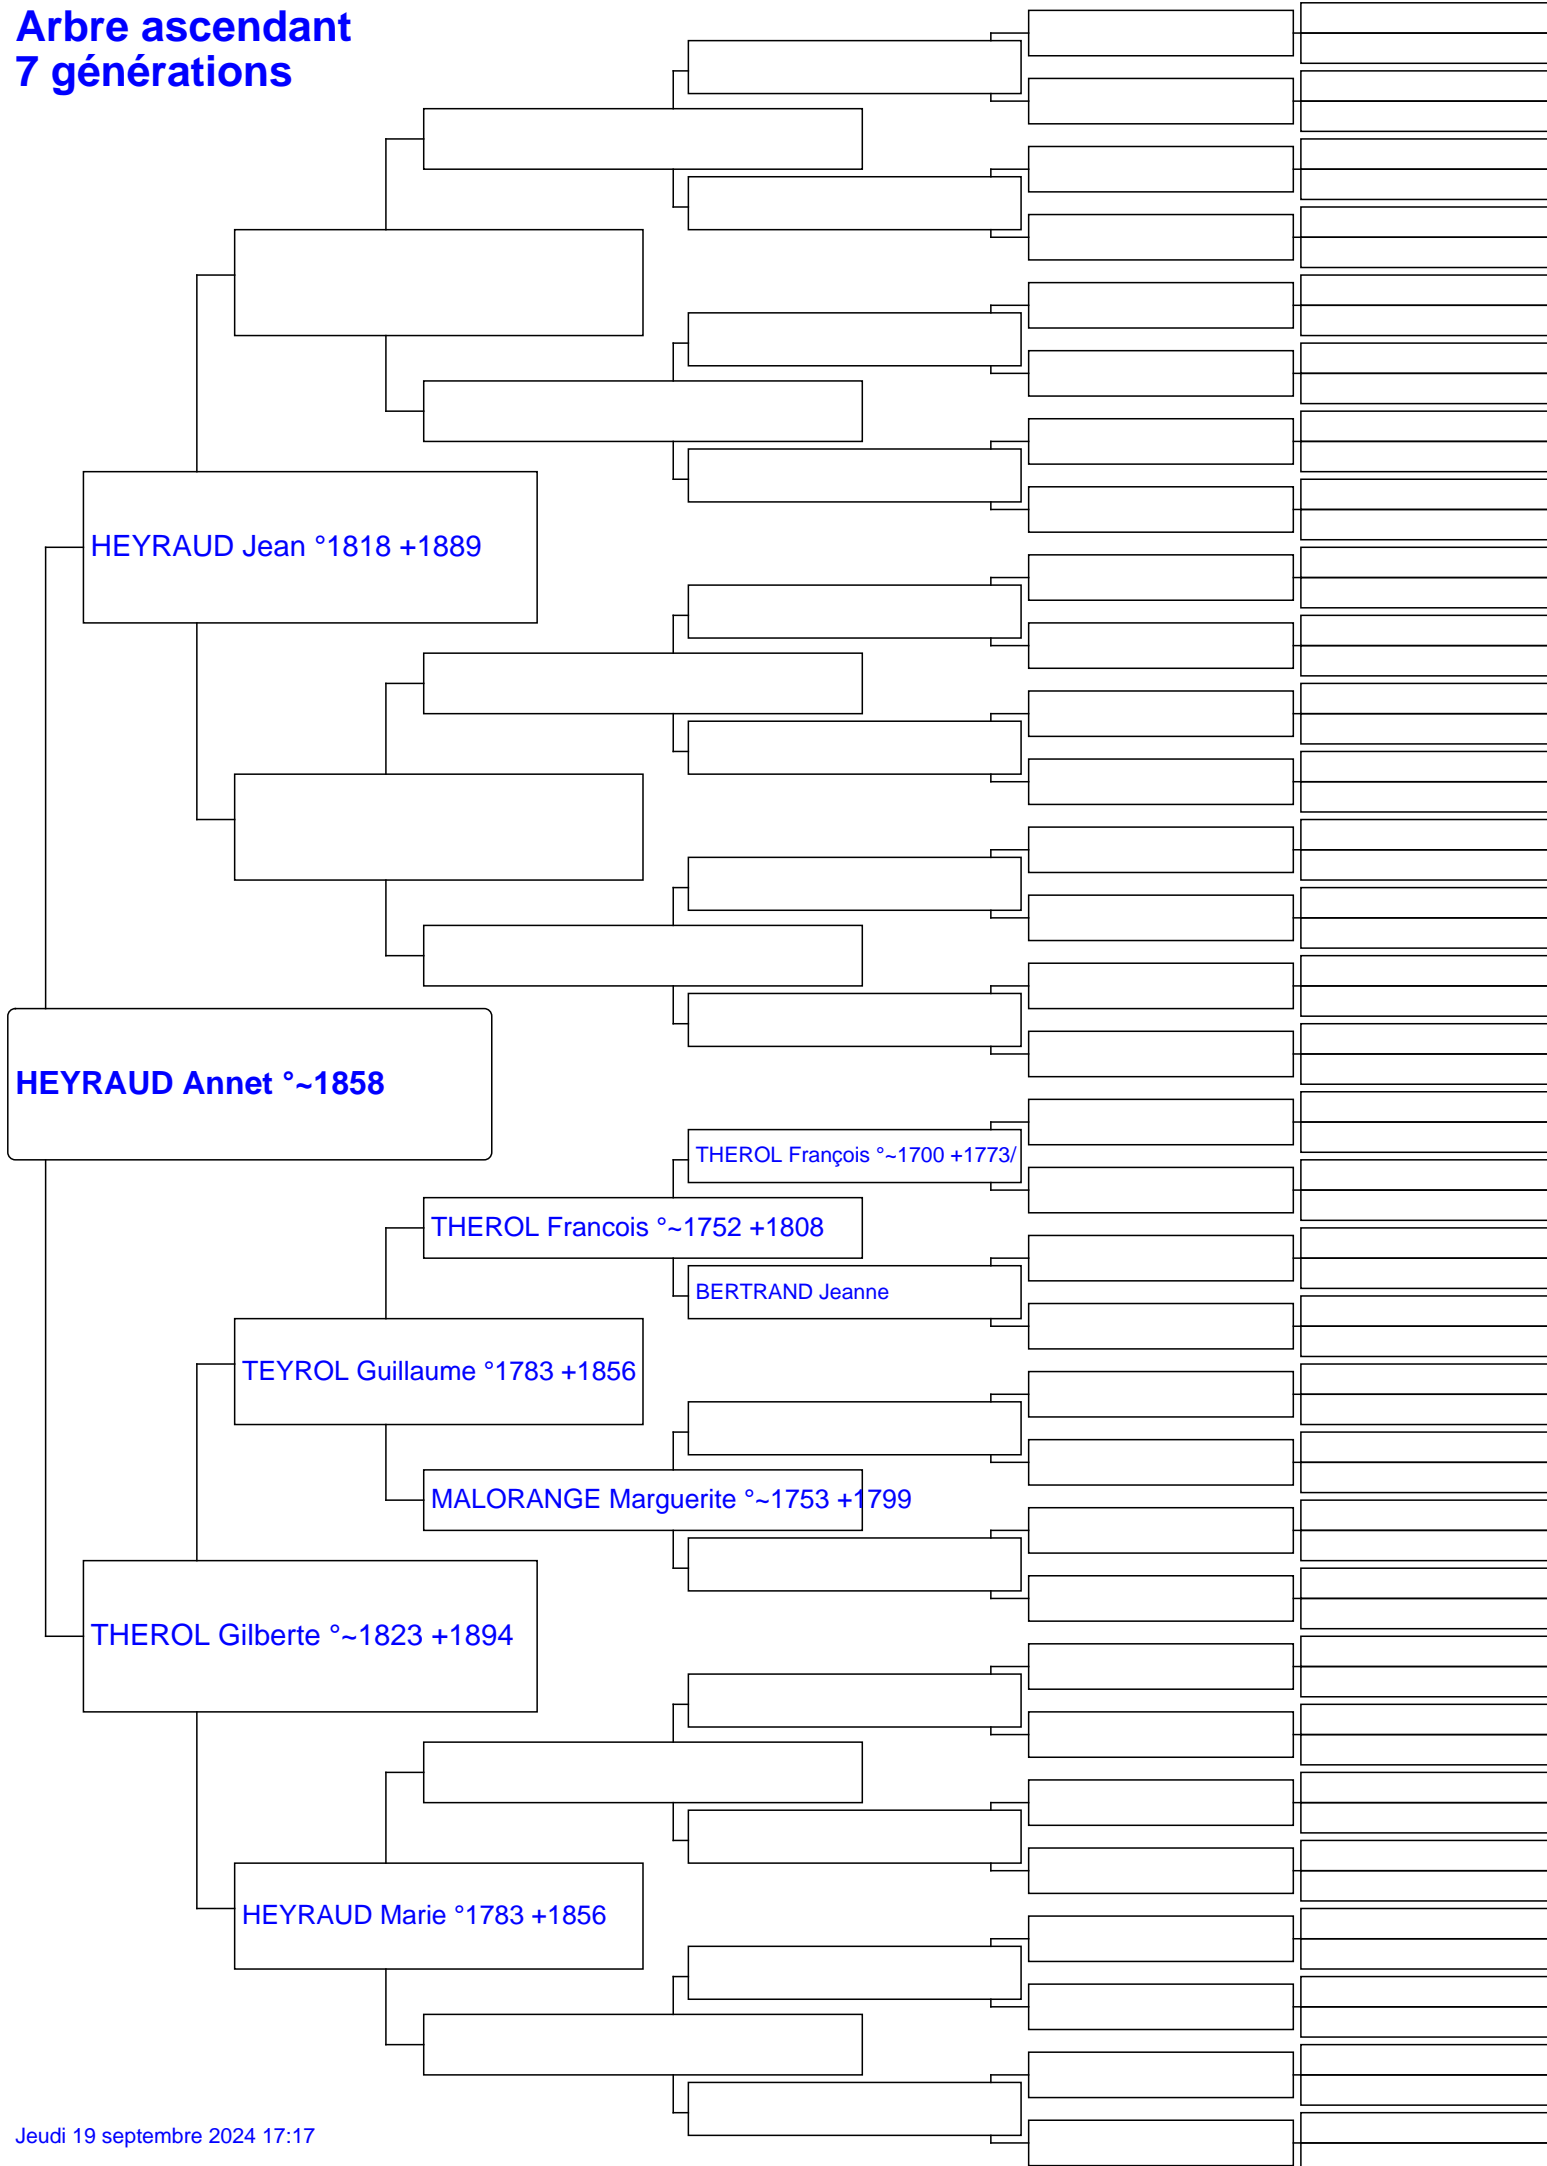 Arbre ascendant
7 générations
HEYRAUD Jean °1818 +1889
HEYRAUD Annet °~1858
THEROL François °~1700 +1773/
THEROL Francois °~1752 +1808
BERTRAND Jeanne
TEYROL Guillaume °1783 +1856
MALORANGE Marguerite °~1753 +1799
THEROL Gilberte °~1823 +1894
HEYRAUD Marie °1783 +1856
Jeudi 19 septembre 2024 17:17